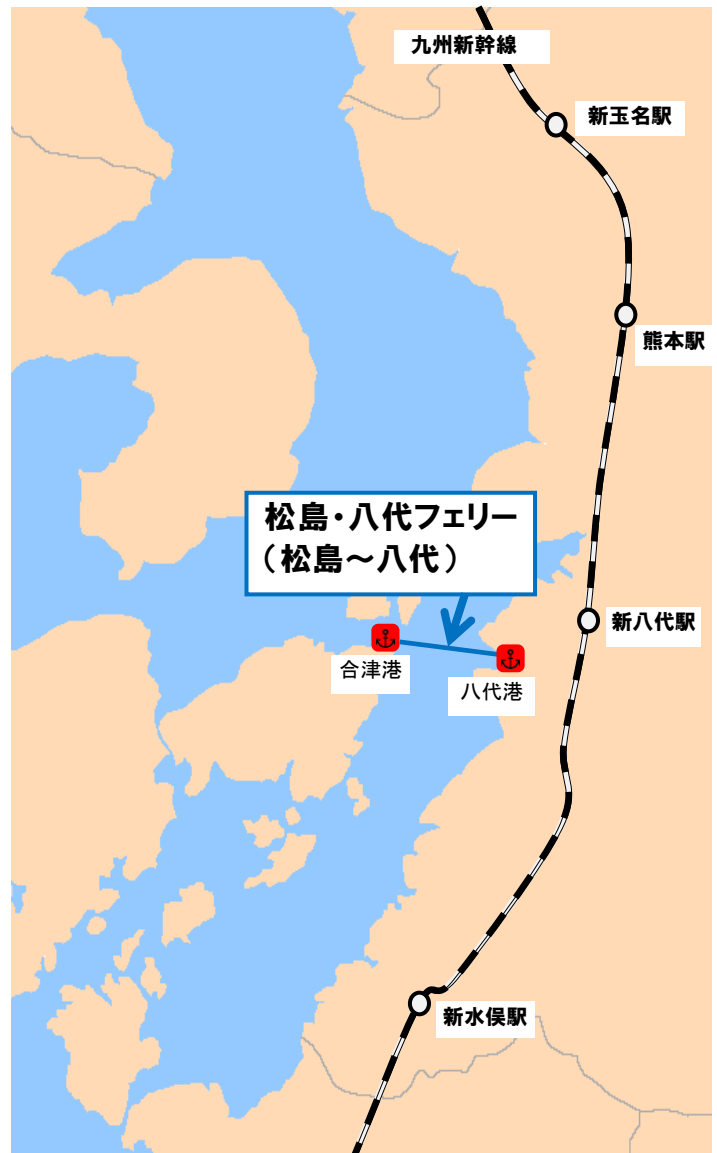 九州新幹線
新玉名駅
熊本駅
松島・八代フェリー
（松島～八代）
新八代駅
合津港
八代港
新水俣駅